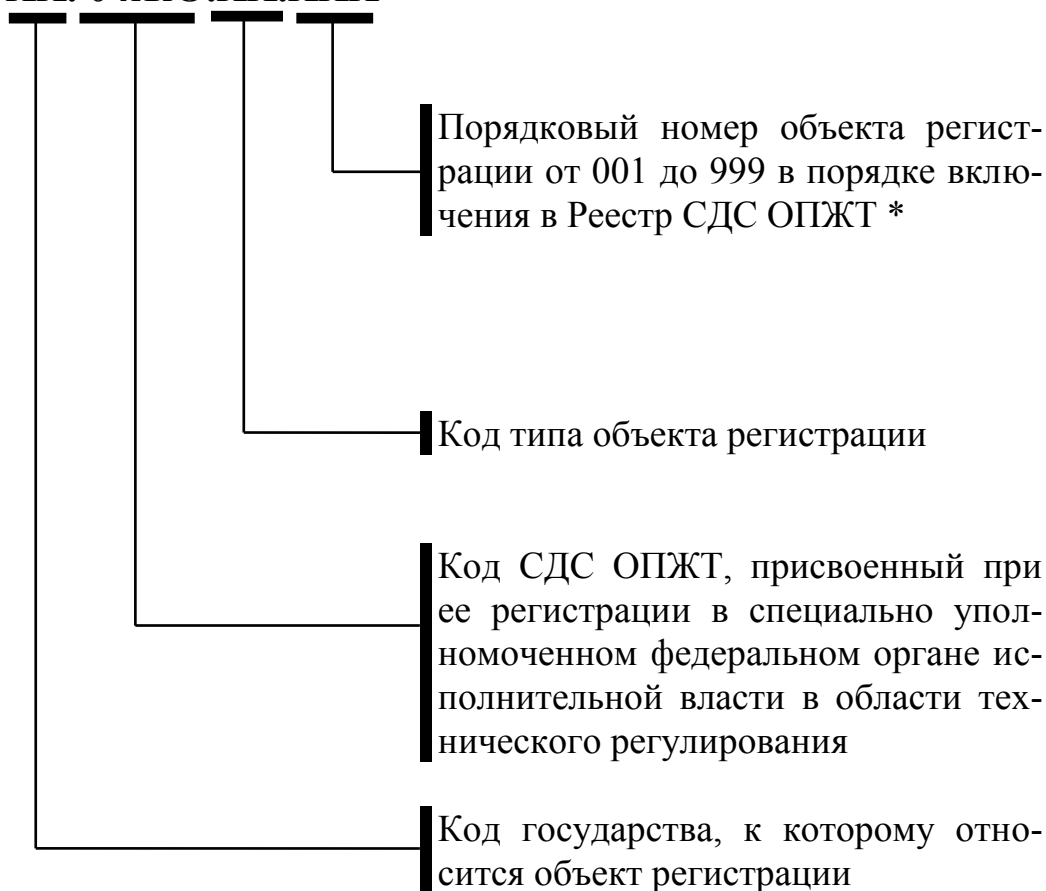 Порядковый номер объекта регист-
рации от 001 до 999 в порядке вклю-
чения в Реестр СДС ОПЖТ *
Код типа объекта регистрации
Код СДС ОПЖТ, присвоенный при
ее регистрации в специально упол-
номоченном федеральном органе ис-
полнительной власти в области тех-
нического регулирования
Код государства, к которому отно-
сится объект регистрации